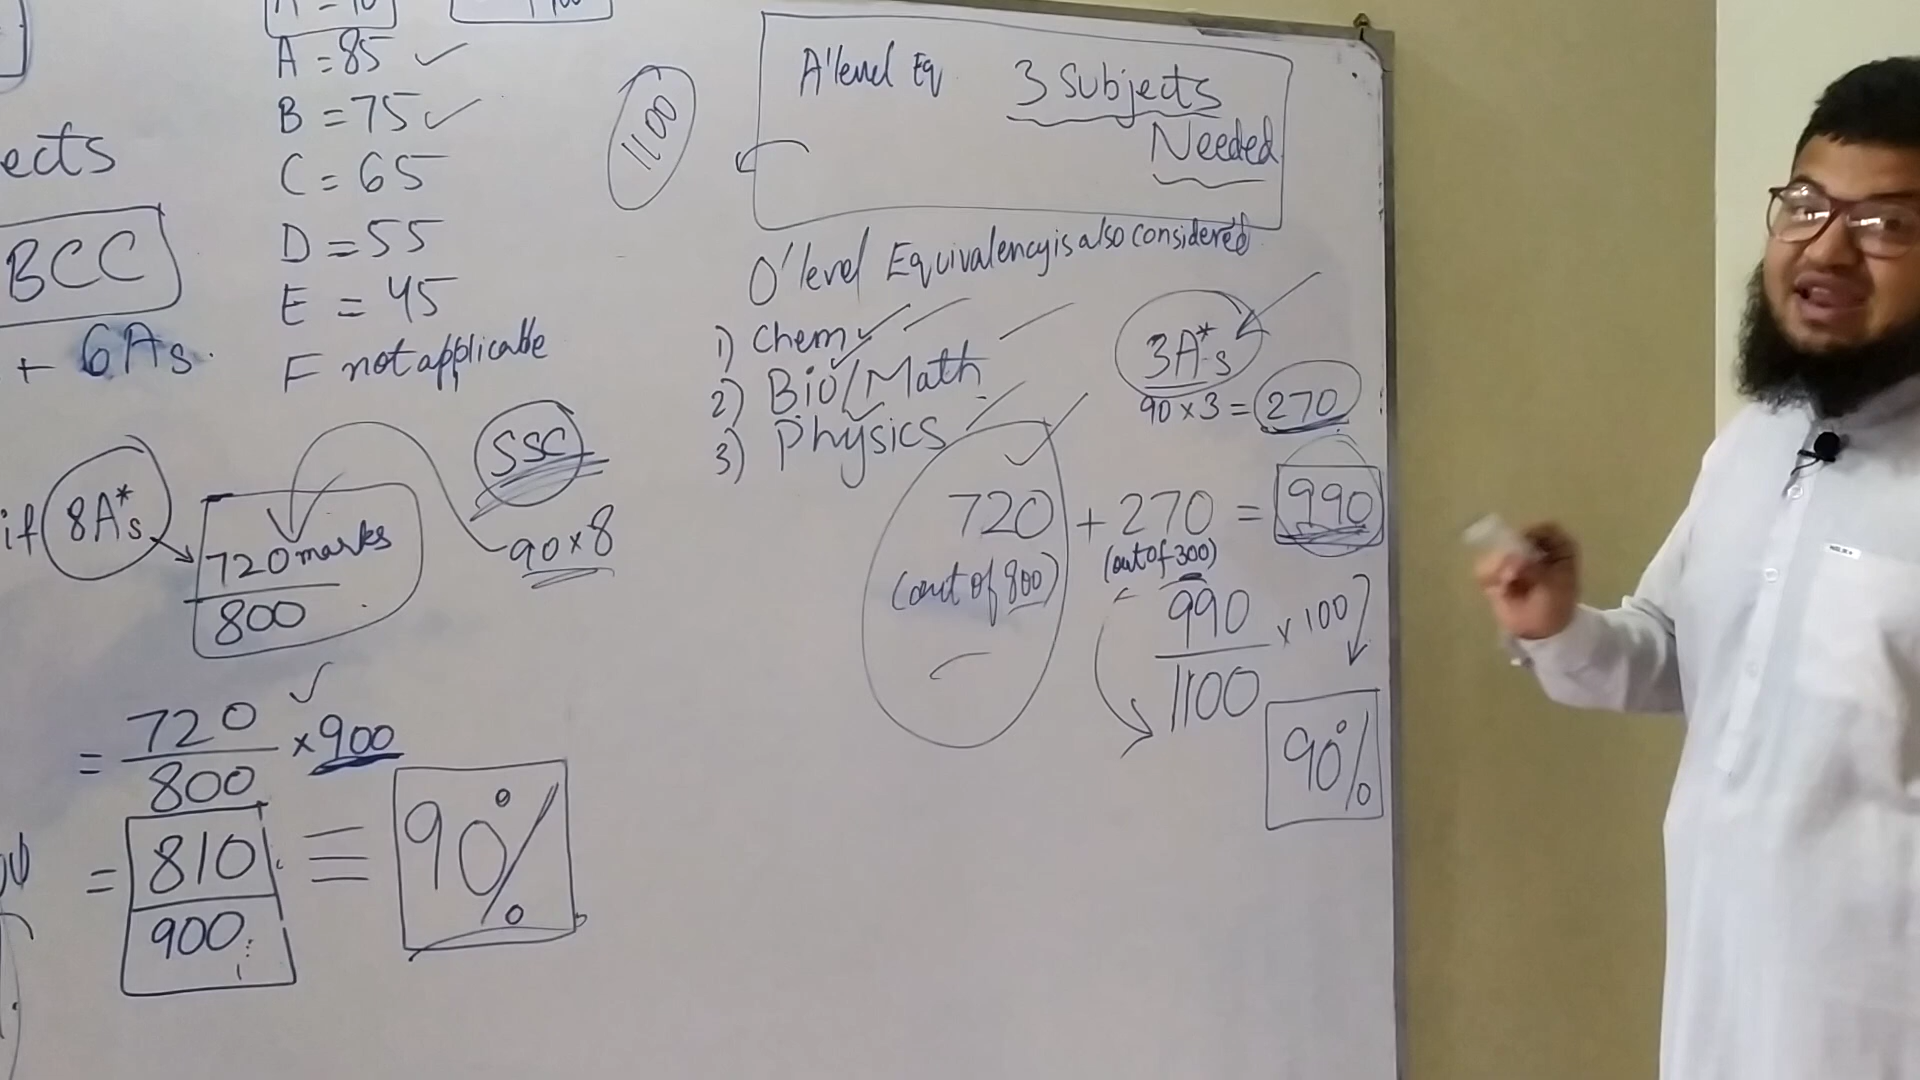 A = 85
B = 75
C = 65
D = 55
E = 45
F not applicable
ects
BCC
+ 6As.
if 8A*s
720 marks
800
SSC
90 x 8
= 720 x 900
800
= 810
900
90%
1100
A'level Eq 3 Subjects
Needed
O'level Equivalency is also considered
1) Chem
2) Bio/Math
3) Physics
3A*s
90 x 3 = 270
720 + 270 = 990
(out of 800) (out of 300)
990 x 100
1100
90%